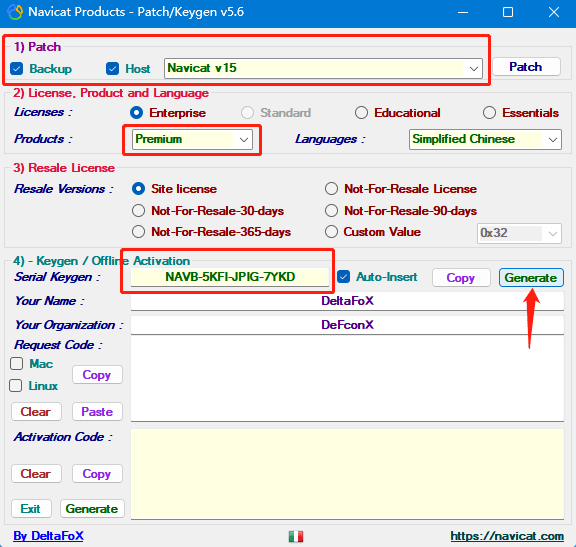 Navicat Products - Patch/Keygen v5.6
1) Patch
Backup Host Navicat v15 Patch
2) License, Product and Language
Licenses : Enterprise Standard Educational Essentials
Products : Premium Languages : Simplified Chinese
3) Resale License
Resale Versions : Site license Not-For-Resale License
Not-For-Resale-30-days Not-For-Resale-90-days
Not-For-Resale-365-days Custom Value 0x32
4) - Keygen / Offline Activation
Serial Keygen : NAVB-5KFI-JPIG-7YKD Auto-Insert Copy Generate
Your Name : DeltaFoX
Your Organization : DeFconX
Request Code :
Mac
Linux
Copy
Clear Paste
Activation Code :
Clear Copy
Exit Generate
By DeltaFoX https://navicat.com